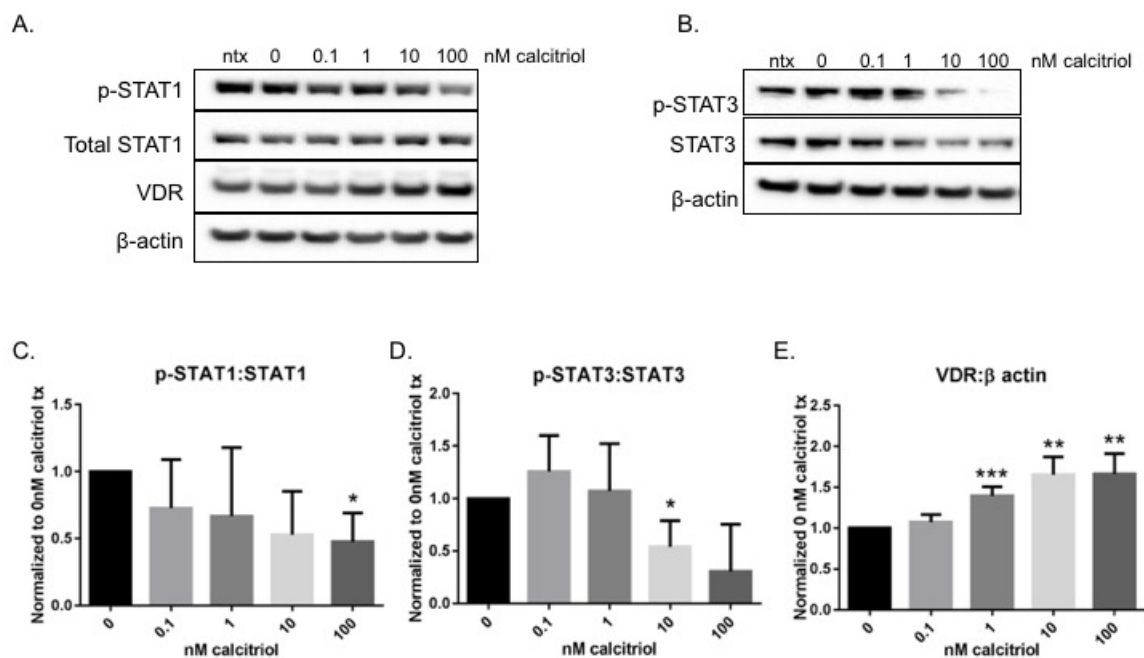 A.
ntx 0 0.1 1 10 100 nM calcitriol
p-STAT1
Total STAT1
VDR
β-actin
B.
ntx 0 0.1 1 10 100 nM calcitriol
p-STAT3
STAT3
β-actin
C.
p-STAT1:STAT1
Normalized to 0nM calcitriol tx
1.5
1.0
0.5
0.0
*
0 0.1 1 10 100
nM calcitriol
D.
p-STAT3:STAT3
Normalized to 0nM calcitriol tx
2.0
1.5
1.0
0.5
0.0
*
0 0.1 1 10 100
nM calcitriol
E.
VDR:β actin
Normalized 0 nM calcitriol tx
2.5
2.0
1.5
1.0
0.5
0.0
*** ** **
0 0.1 1 10 100
nM calcitriol